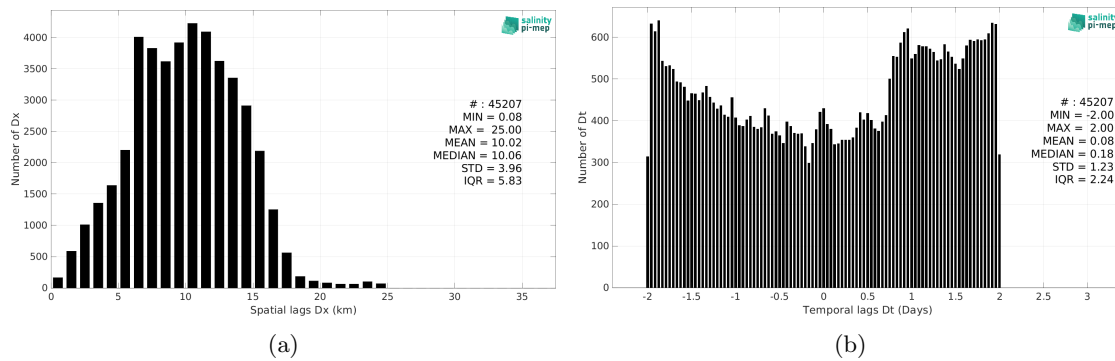 salinity
pi-mep
4000
3500
3000
2500
2000
1500
1000
500
0
Number of Dx
# : 45207
MIN = 0.08
MAX = 25.00
MEAN = 10.02
MEDIAN = 10.06
STD = 3.96
IQR = 5.83
0 5 10 15 20 25 30 35
Spatial lags Dx (km)
(a)
salinity
pi-mep
600
500
400
300
200
100
0
Number of Dt
# : 45207
MIN = -2.00
MAX = 2.00
MEAN = 0.08
MEDIAN = 0.18
STD = 1.23
IQR = 2.24
-2 -1.5 -1 -0.5 0 0.5 1 1.5 2 2.5 3
Temporal lags Dt (Days)
(b)